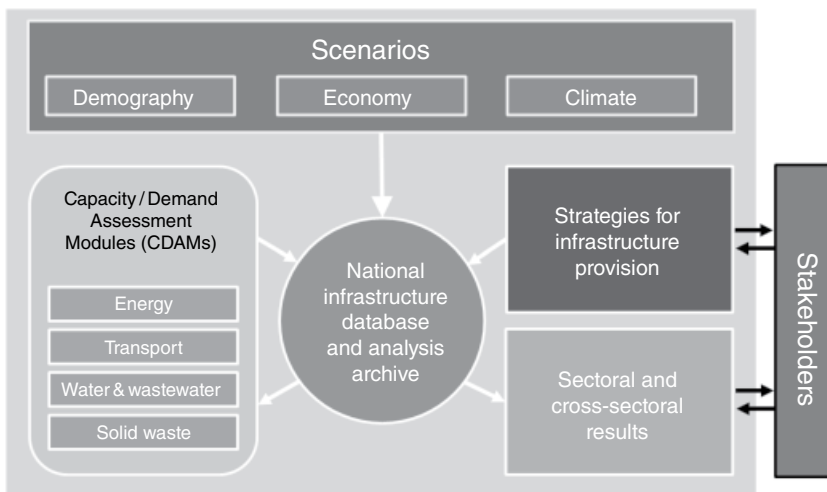 Scenarios
Demography
Economy
Climate
Capacity/Demand
Assessment
Modules (CDAMs)
Energy
Transport
Water & wastewater
Solid waste
National
infrastructure
database
and analysis
archive
Strategies for
infrastructure
provision
Sectoral and
cross-sectoral
results
Stakeholders